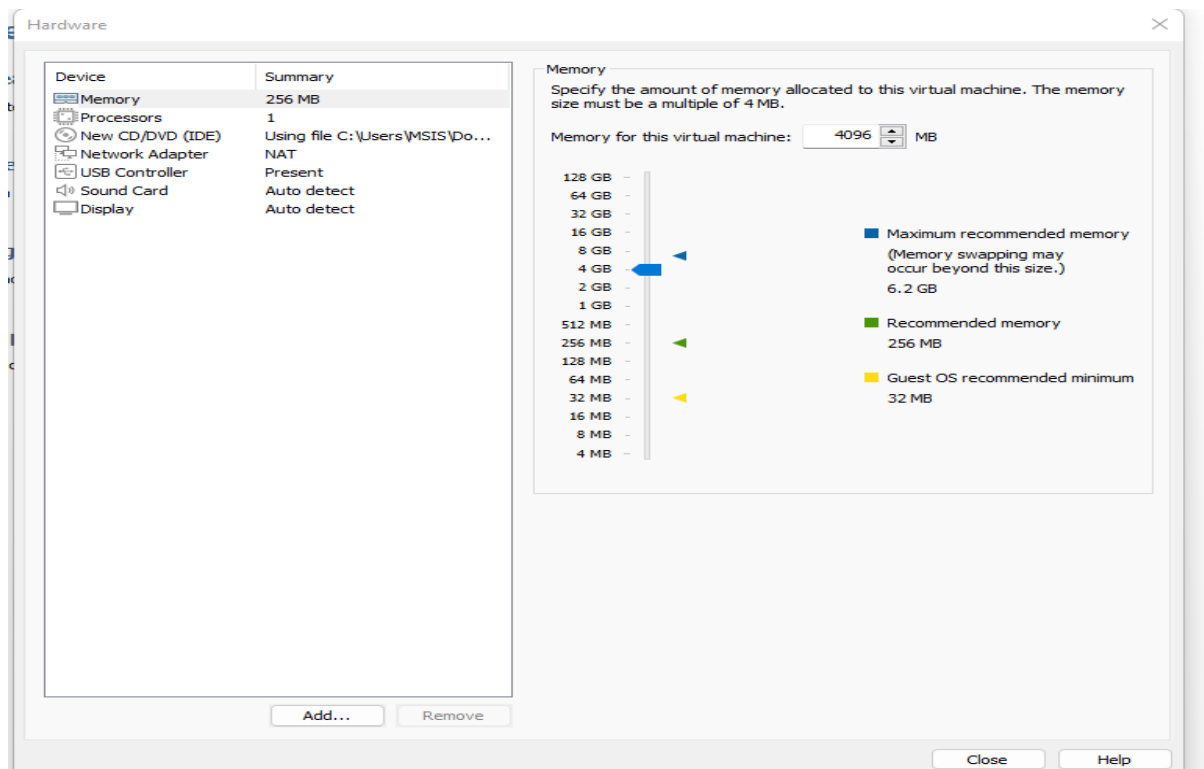 Hardware
Device Summary
Memory 256 MB
Processors 1
New CD/DVD (IDE) Using file C:\Users\MSIS\Do...
Network Adapter NAT
USB Controller Present
Sound Card Auto detect
Display Auto detect
Add... Remove
Memory
Specify the amount of memory allocated to this virtual machine. The memory
size must be a multiple of 4 MB.
Memory for this virtual machine: 4096 MB
128 GB
64 GB
32 GB
16 GB
8 GB
4 GB
2 GB
1 GB
512 MB
256 MB
128 MB
64 MB
32 MB
16 MB
8 MB
4 MB
Maximum recommended memory
(Memory swapping may
occur beyond this size.)
6.2 GB
Recommended memory
256 MB
Guest OS recommended minimum
32 MB
Close Help